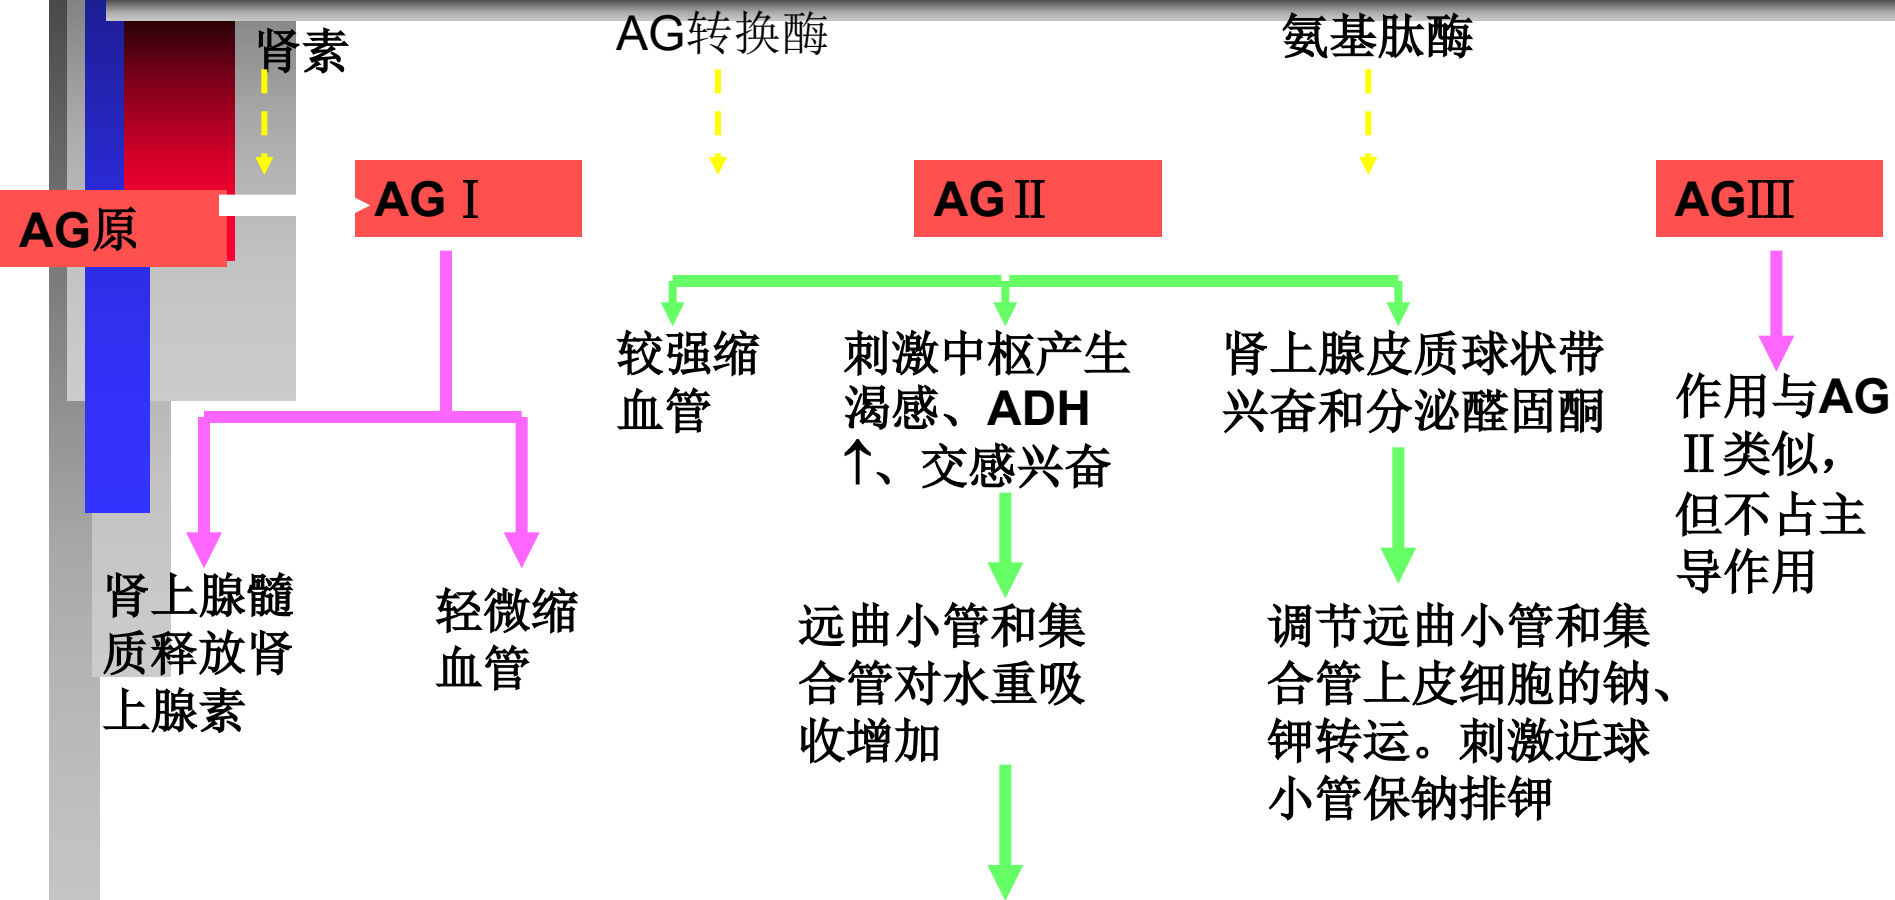 肾素
AG转换酶
氨基肽酶
AG原
AG Ⅰ
AGⅡ
AGⅢ
较强缩
血管
刺激中枢产生
渴感、ADH
↑、交感兴奋
肾上腺皮质球状带
兴奋和分泌醛固酮
作用与AG
Ⅱ类似，
但不占主
导作用
肾上腺髓
质释放肾
上腺素
轻微缩
血管
远曲小管和集
合管对水重吸
收增加
调节远曲小管和集
合管上皮细胞的钠、
钾转运。刺激近球
小管保钠排钾